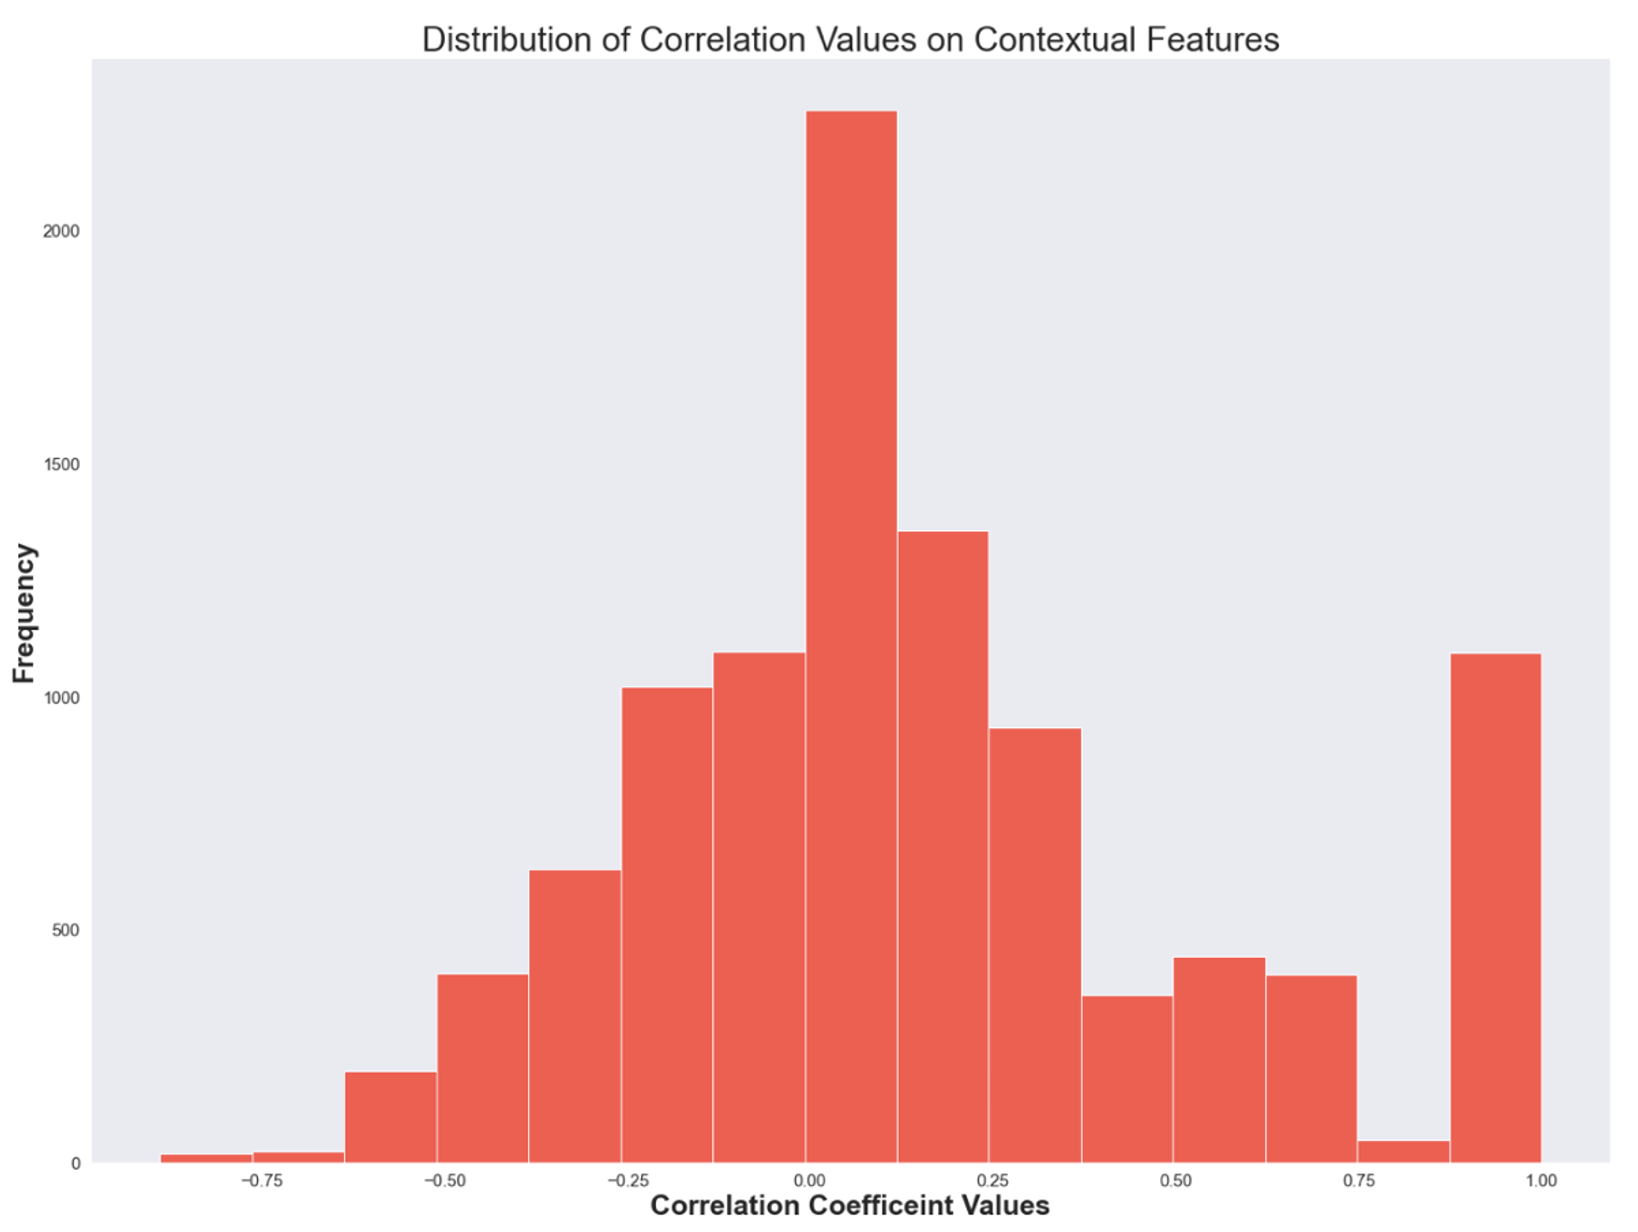 Distribution of Correlation Values on Contextual Features
Frequency
2000
1500
1000
500
0
−0.75 −0.50 −0.25 0.00 0.25 0.50 0.75 1.00
Correlation Coefficeint Values